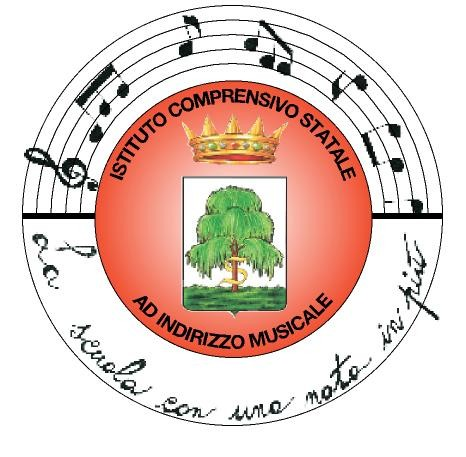 ISTITUTO COMPRENSIVO STATALE
AD INDIRIZZO MUSICALE
S
La scuola con una nota in più